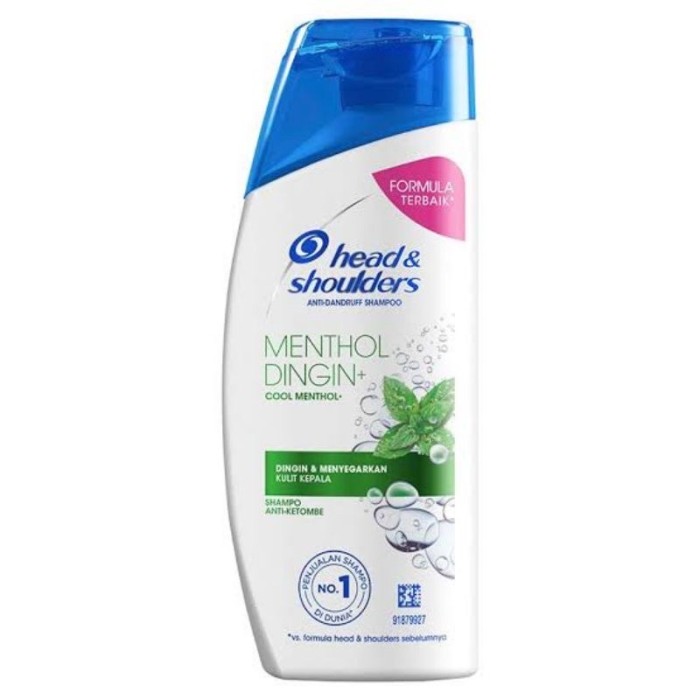 FORMULA
TERBAIK*
head &
shoulders
ANTI-DANDRUFF SHAMPOO
MENTHOL
DINGIN+
COOL MENTHOL+
DINGIN & MENYEGARKAN
KULIT KEPALA
SHAMPO
ANTI-KETOMBE
PENJUALAN SHAMPO
NO.1
DI DUNIA^
91879927
*vs. formula head & shoulders sebelumnya